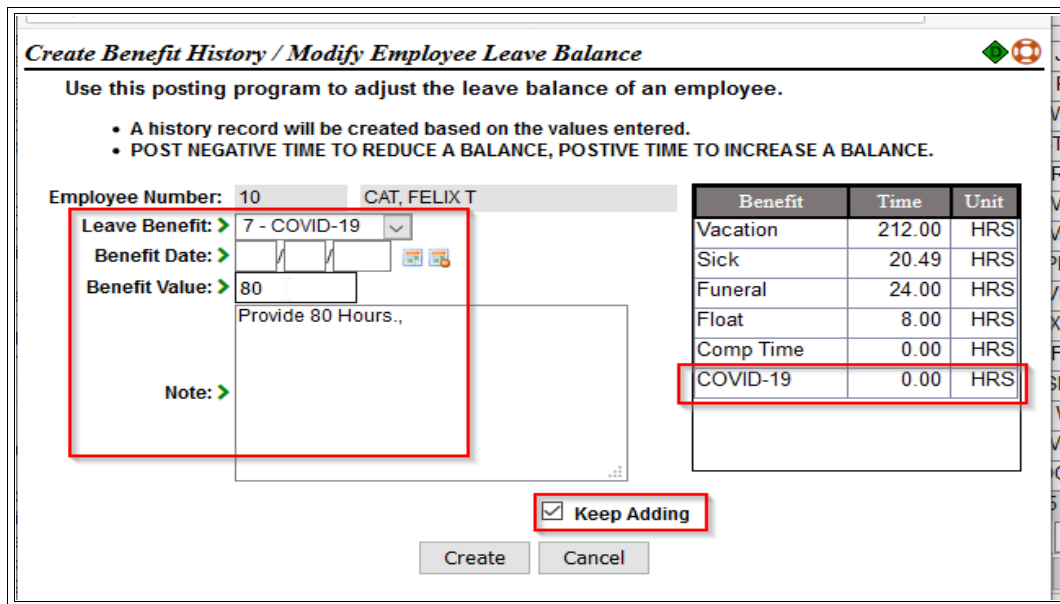 Create Benefit History / Modify Employee Leave Balance
D
Use this posting program to adjust the leave balance of an employee.
• A history record will be created based on the values entered.
• POST NEGATIVE TIME TO REDUCE A BALANCE, POSTIVE TIME TO INCREASE A BALANCE.
Employee Number: 10 CAT, FELIX T
Leave Benefit: > 7 - COVID-19
Benefit Date: > / /
Benefit Value: > 80
Note: > Provide 80 Hours.,
Benefit Time Unit
Vacation 212.00 HRS
Sick 20.49 HRS
Funeral 24.00 HRS
Float 8.00 HRS
Comp Time 0.00 HRS
COVID-19 0.00 HRS
Keep Adding
Create Cancel